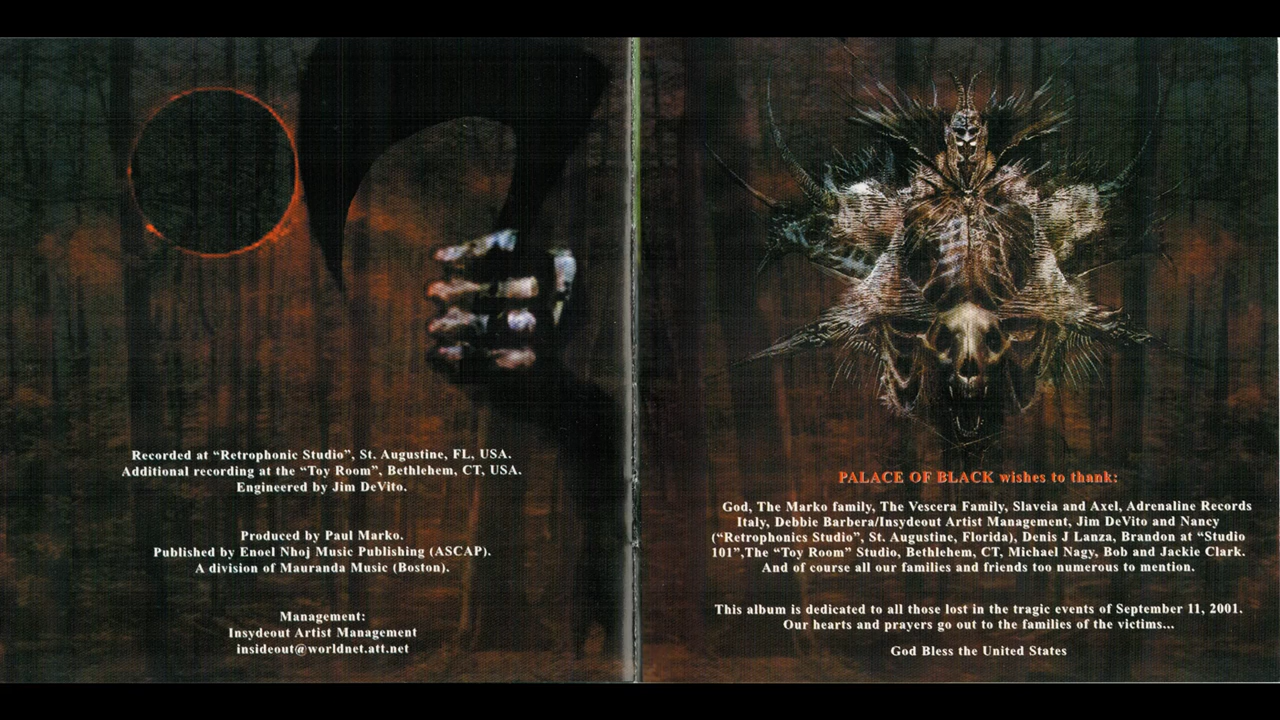 Recorded at “Retrophonic Studio”, St. Augustine, FL, USA.
Additional recording at the “Toy Room”, Bethlehem, CT, USA.
Engineered by Jim DeVito.
Produced by Paul Marko.
Published by Enoel Nhoj Music Publishing (ASCAP).
A division of Mauranda Music (Boston).
Management:
Insydeout Artist Management
insideout@worldnet.att.net
PALACE OF BLACK wishes to thank:
God, The Marko family, The Vescera Family, Slaveia and Axel, Adrenaline Records
Italy, Debbie Barbera/Insydeout Artist Management, Jim DeVito and Nancy
(“Retrophonics Studio”, St. Augustine, Florida), Denis J Lanza, Brandon at “Studio
101”,The “Toy Room” Studio, Bethlehem, CT, Michael Nagy, Bob and Jackie Clark.
And of course all our families and friends too numerous to mention.
This album is dedicated to all those lost in the tragic events of September 11, 2001.
Our hearts and prayers go out to the families of the victims...
God Bless the United States